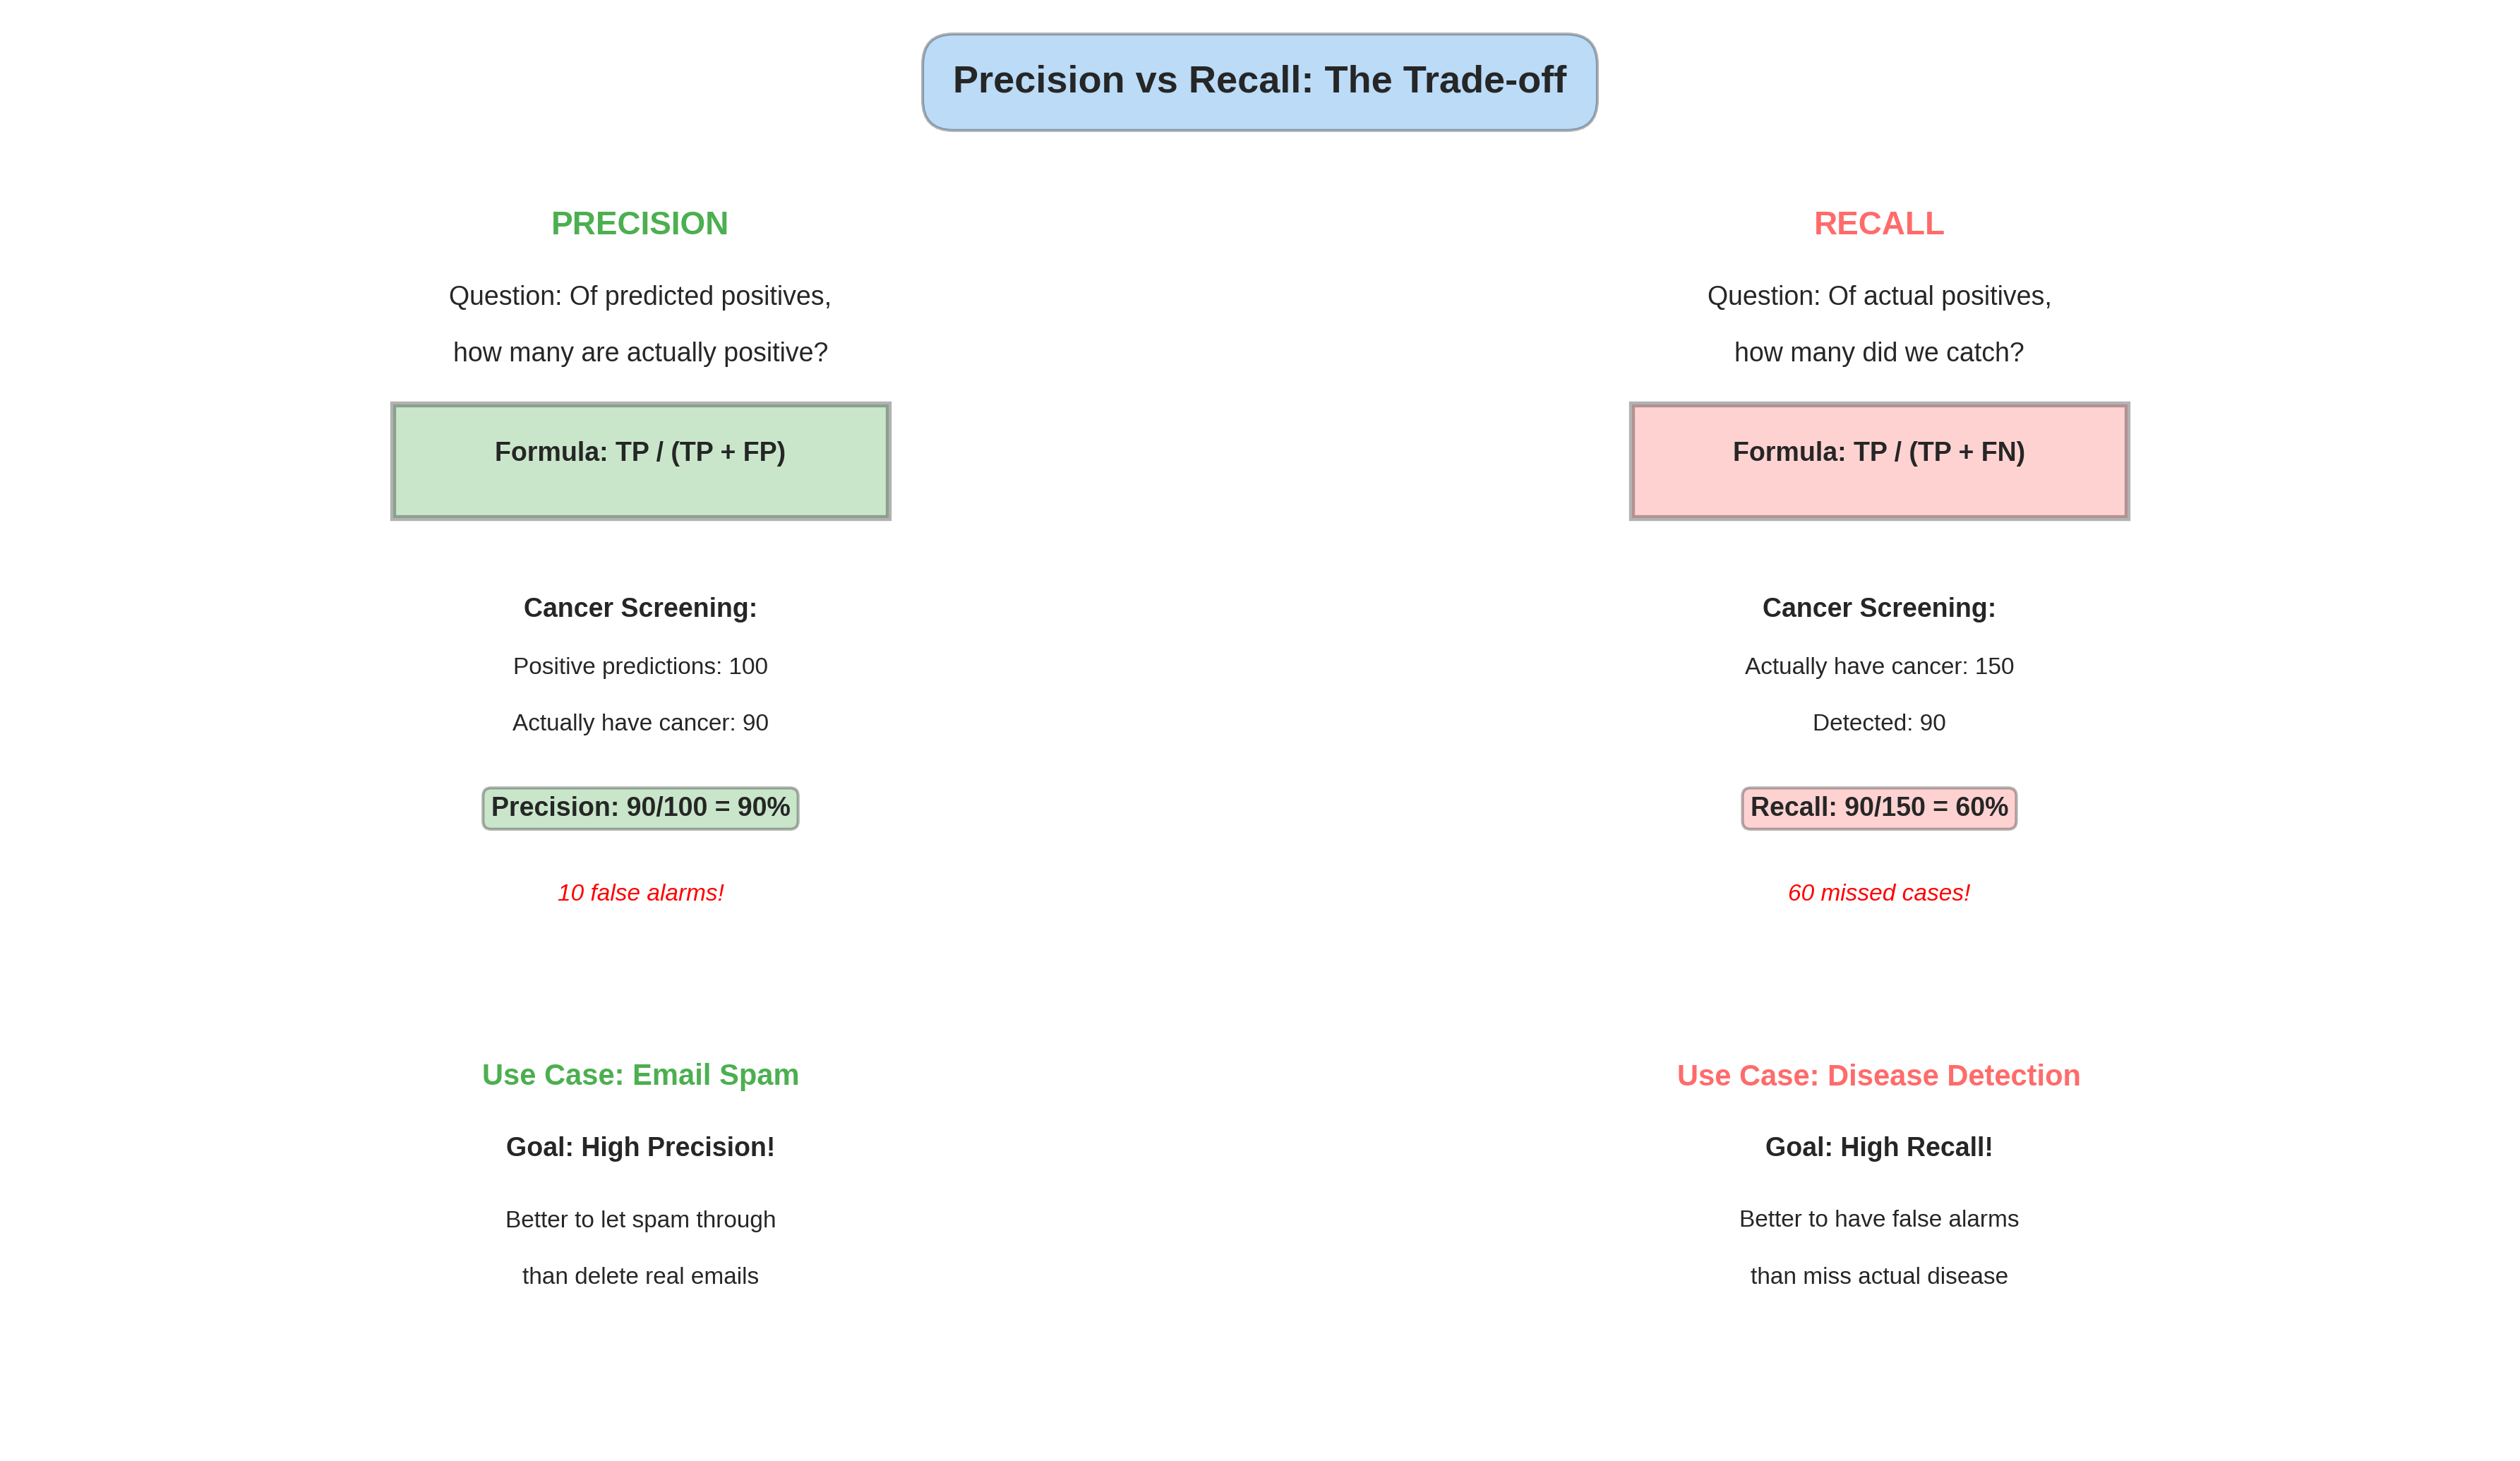 Precision vs Recall: The Trade-off
PRECISION
Question: Of predicted positives,
how many are actually positive?
Formula: TP / (TP + FP)
Cancer Screening:
Positive predictions: 100
Actually have cancer: 90
Precision: 90/100 = 90%
10 false alarms!
Use Case: Email Spam
Goal: High Precision!
Better to let spam through
than delete real emails
RECALL
Question: Of actual positives,
how many did we catch?
Formula: TP / (TP + FN)
Cancer Screening:
Actually have cancer: 150
Detected: 90
Recall: 90/150 = 60%
60 missed cases!
Use Case: Disease Detection
Goal: High Recall!
Better to have false alarms
than miss actual disease